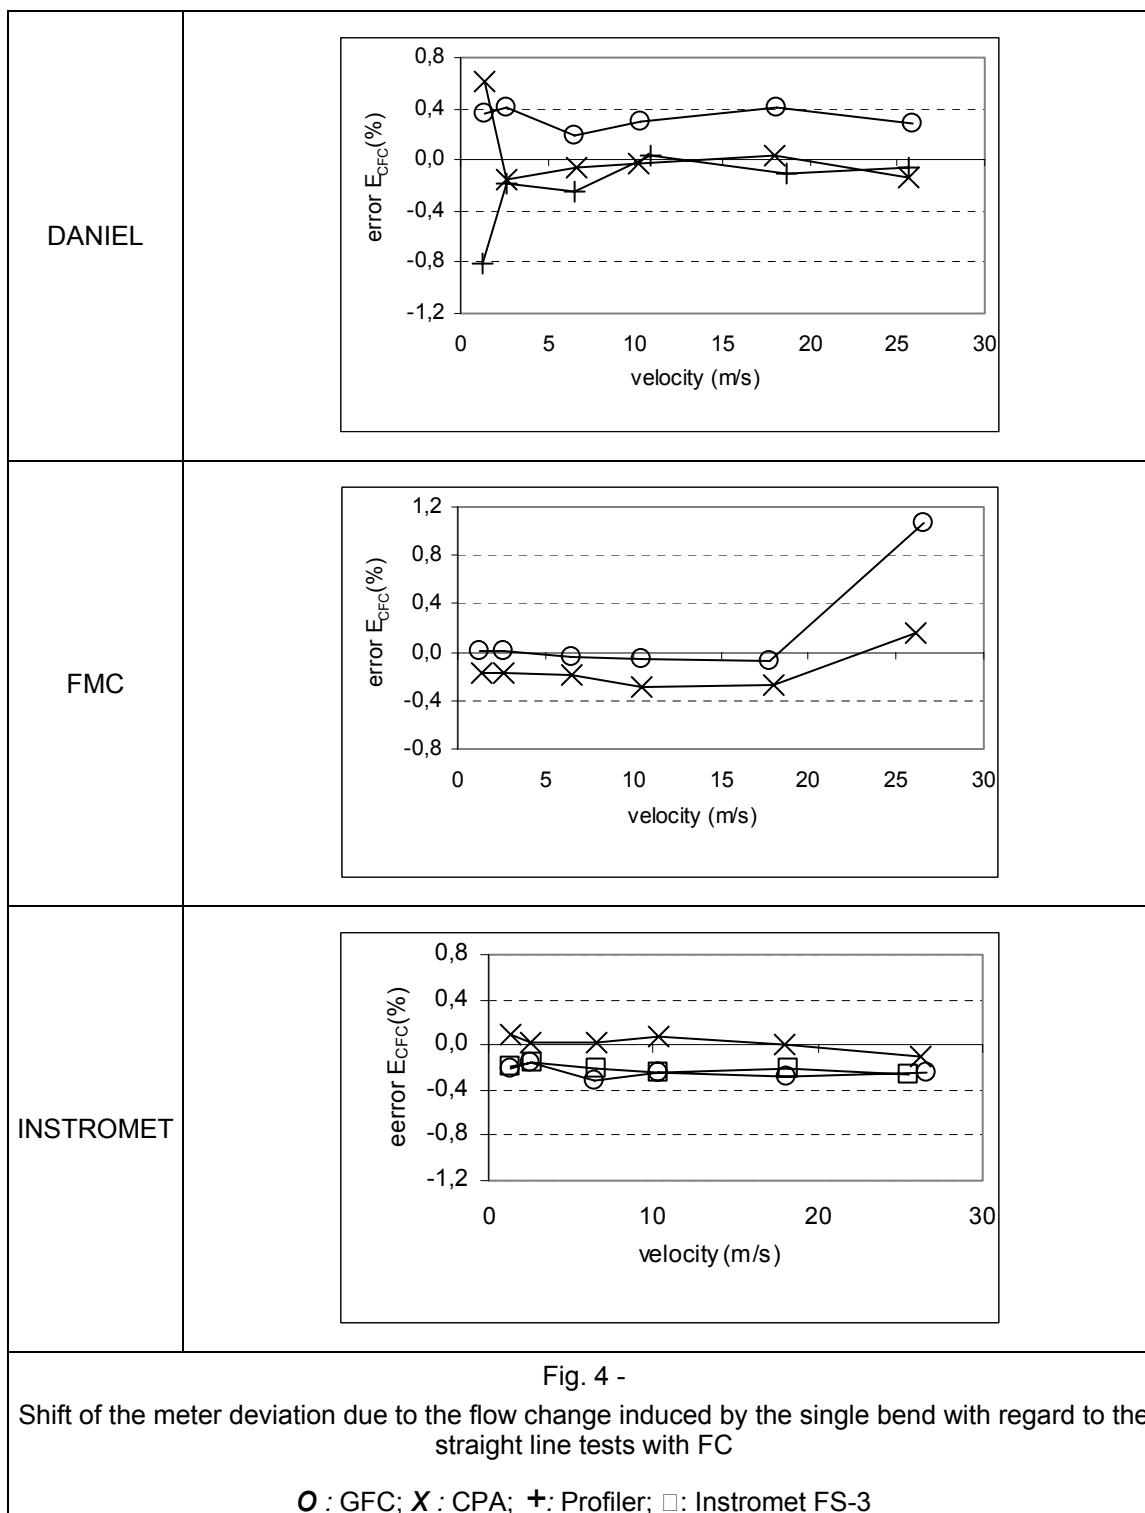 DANIEL
error E_CFC(%)
0,8
0,4
0,0
-0,4
-0,8
-1,2
0 5 10 15 20 25 30
velocity (m/s)
FMC
error E_CFC(%)
1,2
0,8
0,4
0,0
-0,4
-0,8
0 5 10 15 20 25 30
velocity (m/s)
INSTROMET
eerror E_CFC(%)
0,8
0,4
0,0
-0,4
-0,8
-1,2
0 10 20 30
velocity (m/s)
Fig. 4 -
Shift of the meter deviation due to the flow change induced by the single bend with regard to the
straight line tests with FC
O : GFC; X : CPA; +: Profiler; □: Instromet FS-3